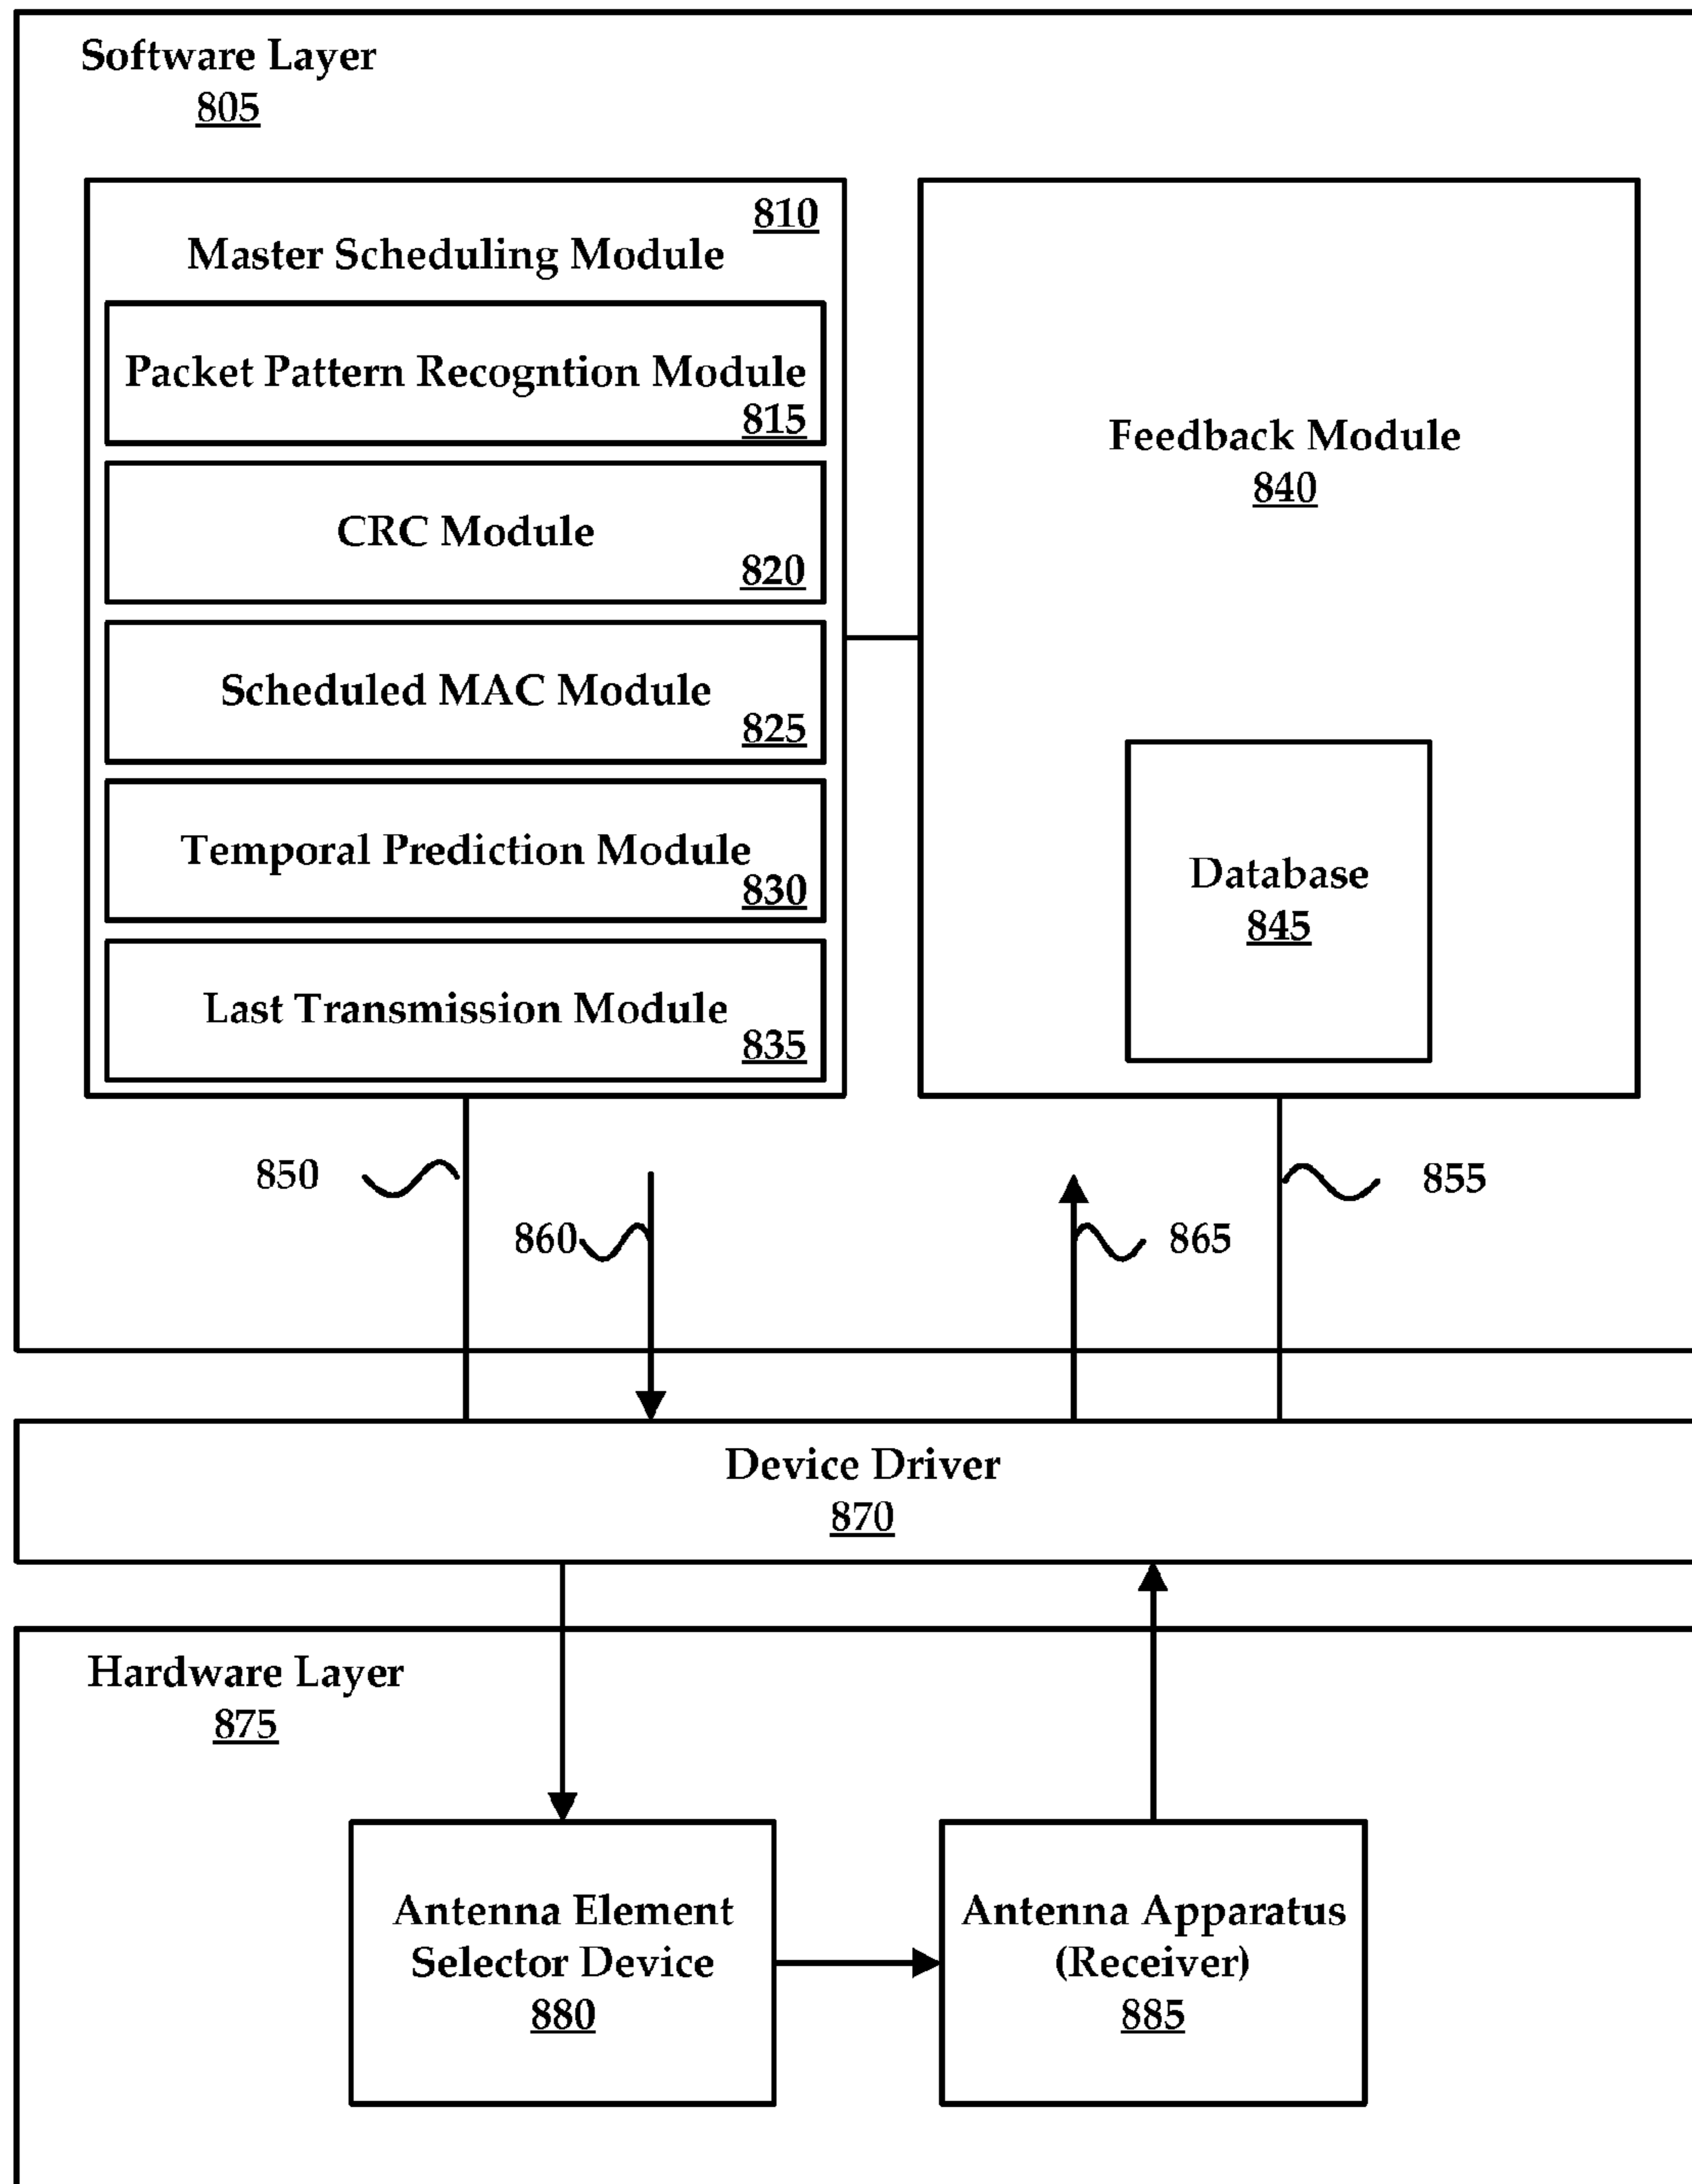 Software Layer
805
810
Master Scheduling Module
Packet Pattern Recogntion Module
815
CRC Module
820
Scheduled MAC Module
825
Temporal Prediction Module
830
Last Transmission Module
835
Feedback Module
840
Database
845
850
860
865
855
Device Driver
870
Hardware Layer
875
Antenna Element
Selector Device
880
Antenna Apparatus
(Receiver)
885